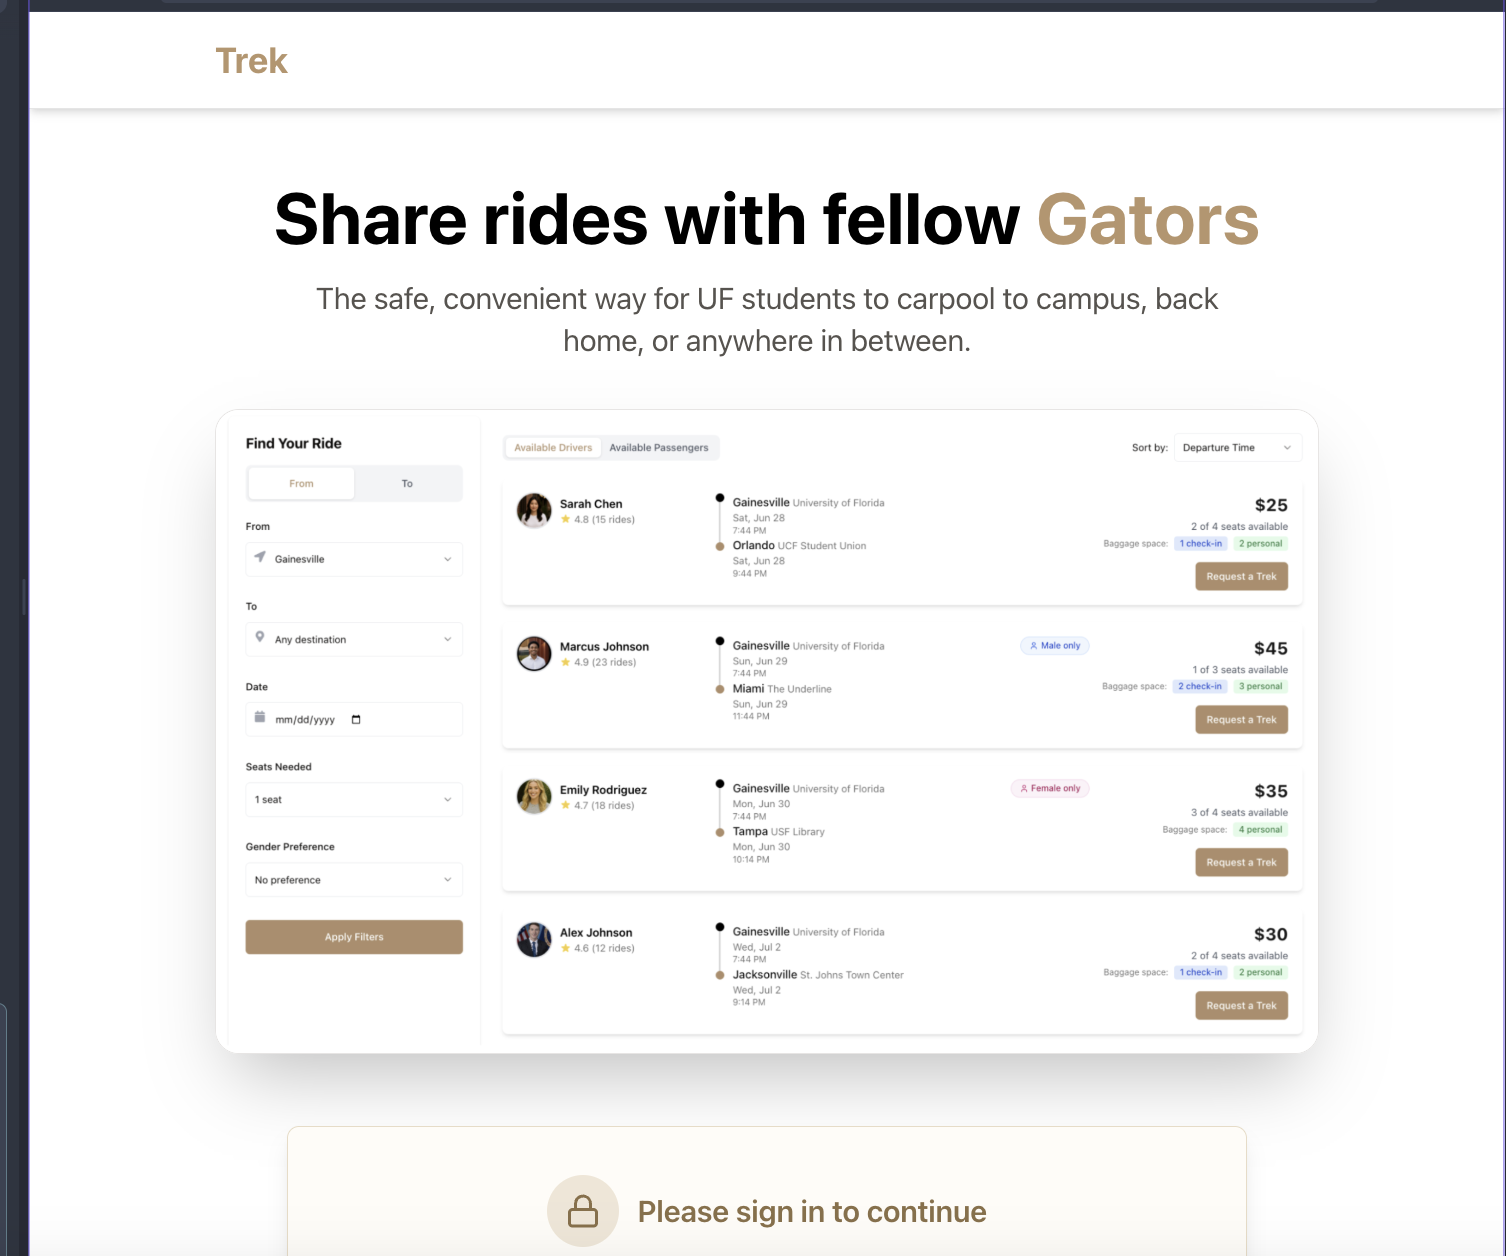 Trek
Share rides with fellow Gators
The safe, convenient way for UF students to carpool to campus, back
home, or anywhere in between.
Find Your Ride
From To
From
Gainesville
To
Any destination
Date
mm/dd/yyyy
Seats Needed
1 seat
Gender Preference
No preference
Apply Filters
Available Drivers Available Passengers
Sort by: Departure Time
Sarah Chen
4.8 (15 rides)
Gainesville University of Florida
Sat, Jun 28
7:44 PM
Orlando UCF Student Union
Sat, Jun 28
9:44 PM
$25
2 of 4 seats available
Baggage space: 1 check-in 2 personal
Request a Trek
Marcus Johnson
4.9 (23 rides)
Gainesville University of Florida
Sun, Jun 29
7:44 PM
Miami The Underline
Sun, Jun 29
11:44 PM
Male only
$45
1 of 3 seats available
Baggage space: 2 check-in 3 personal
Request a Trek
Emily Rodriguez
4.7 (18 rides)
Gainesville University of Florida
Mon, Jun 30
7:44 PM
Tampa USF Library
Mon, Jun 30
10:14 PM
Female only
$35
3 of 4 seats available
Baggage space: 4 personal
Request a Trek
Alex Johnson
4.6 (12 rides)
Gainesville University of Florida
Wed, Jul 2
7:44 PM
Jacksonville St. Johns Town Center
Wed, Jul 2
9:14 PM
$30
2 of 4 seats available
Baggage space: 1 check-in 2 personal
Request a Trek
Please sign in to continue